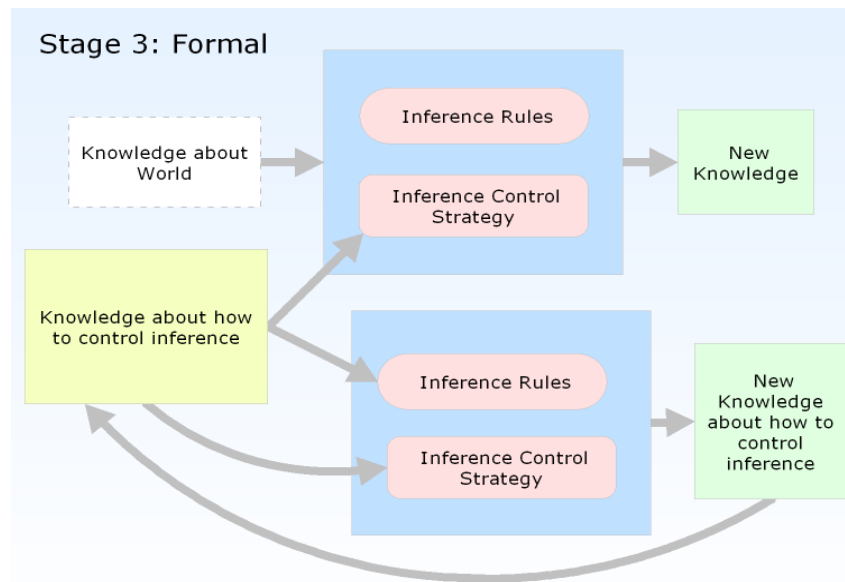 Stage 3: Formal
Knowledge about
World
Inference Rules
Inference Control
Strategy
New
Knowledge
Knowledge about how
to control inference
Inference Rules
Inference Control
Strategy
New
Knowledge
about how to
control
inference